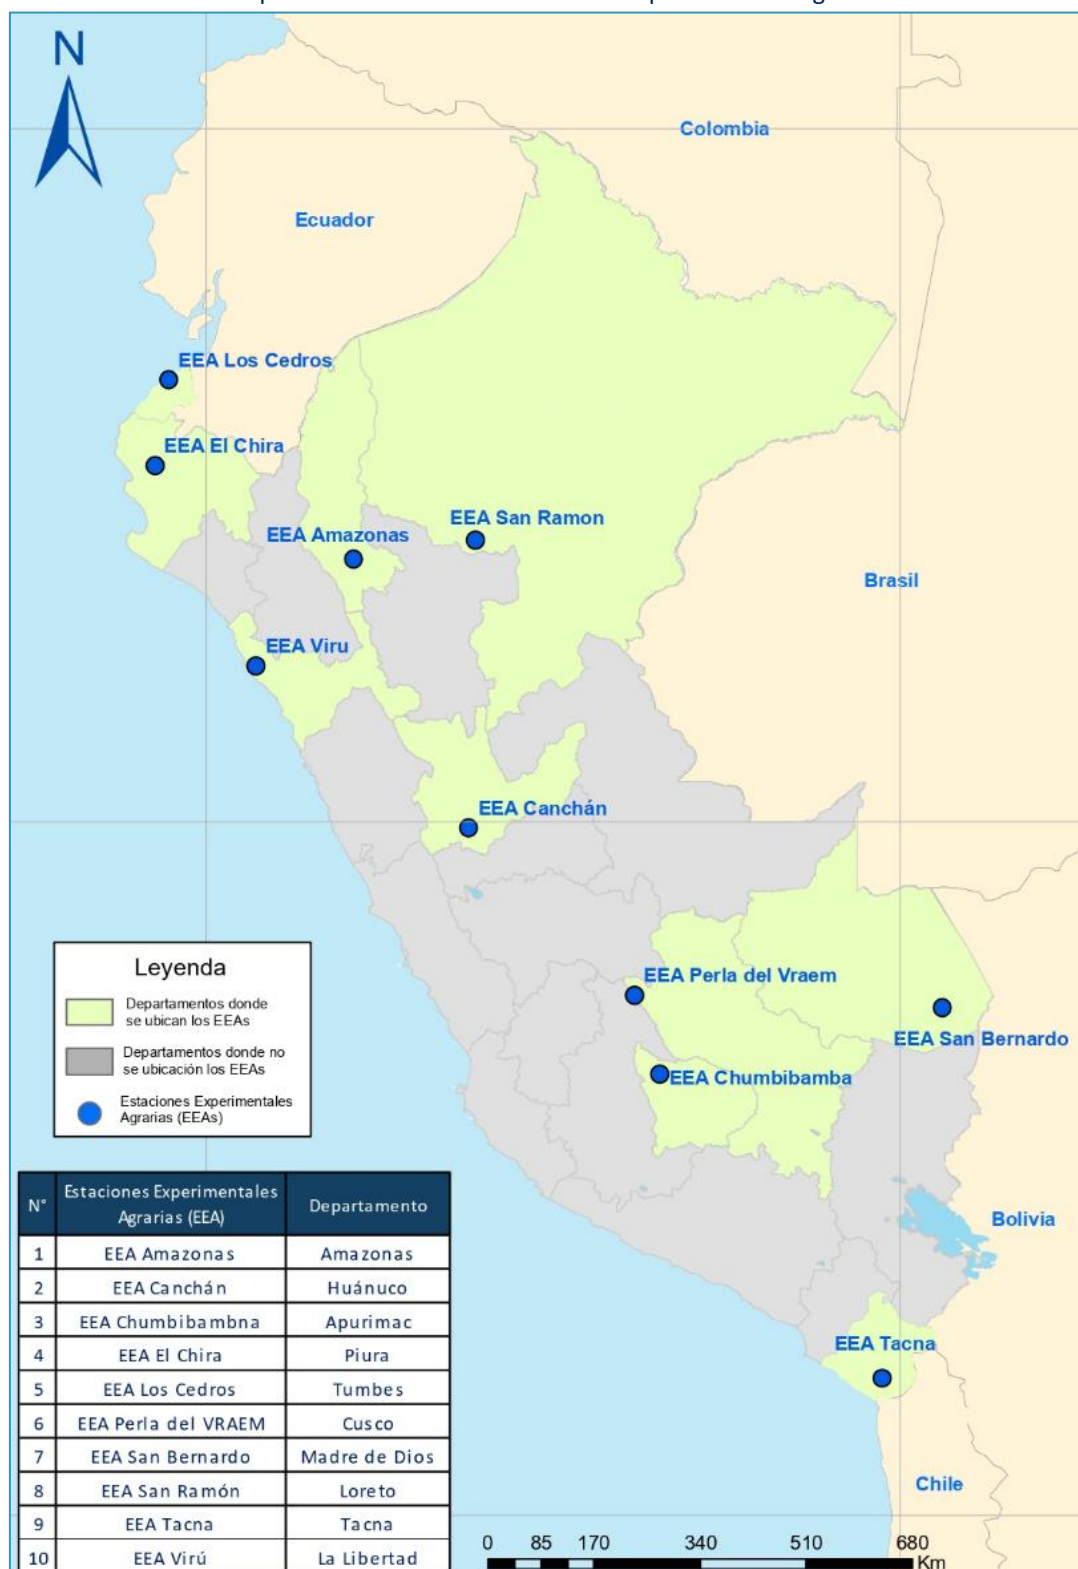 N
Colombia
Ecuador
EEA Los Cedros
EEA El Chira
EEA San Ramon
EEA Amazonas
Brasil
EEA Viru
EEA Canchán
EEA Perla del Vraem
EEA San Bernardo
EEA Chumbibamba
Bolivia
EEA Tacna
Chile
Leyenda
Departamentos donde
se ubican los EEAs
Departamentos donde no
se ubicación los EEAs
Estaciones Experimentales
Agrarias (EEAs)
N° Estaciones Experimentales Agrarias (EEA) Departamento
1 EEA Amazonas Amazonas
2 EEA Canchán Huánuco
3 EEA Chumbibambna Apurimac
4 EEA El Chira Piura
5 EEA Los Cedros Tumbes
6 EEA Perla del VRAEM Cusco
7 EEA San Bernardo Madre de Dios
8 EEA San Ramón Loreto
9 EEA Tacna Tacna
10 EEA Virú La Libertad
0 85 170 340 510 680
Km